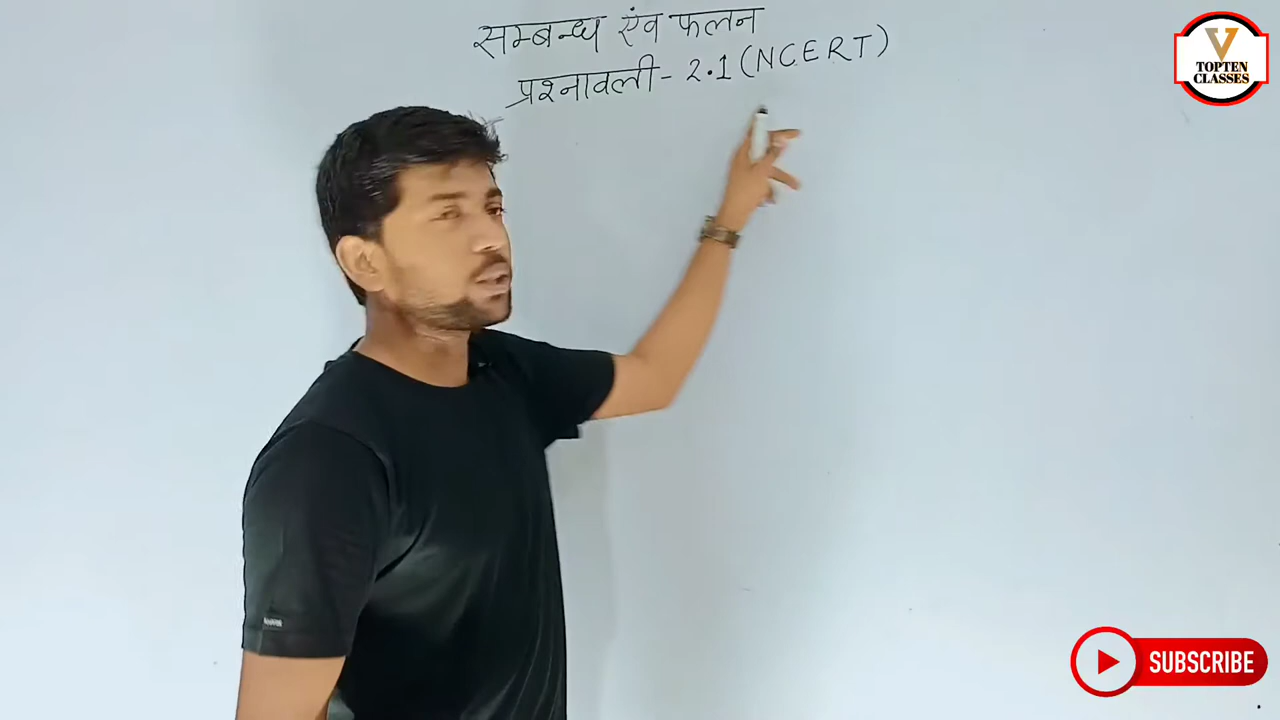 सम्बन्ध एंव फलन
प्रश्नावली - 2.1 (NCERT)
V
TOPTEN
CLASSES
SUBSCRIBE